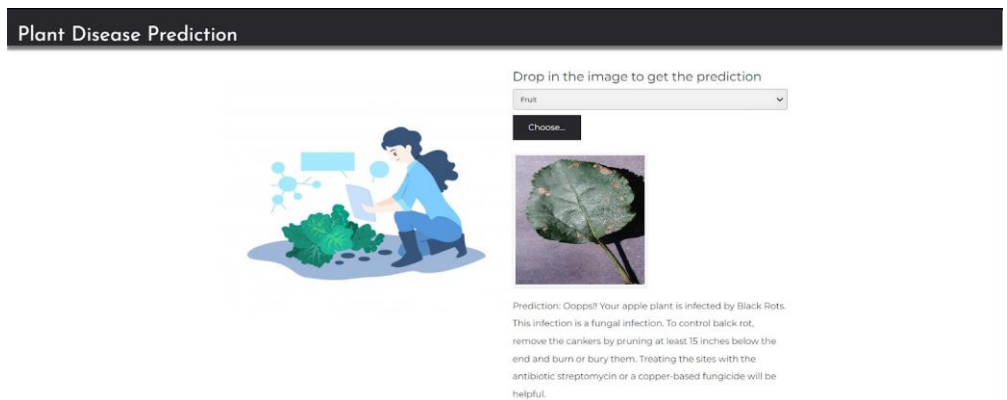 Plant Disease Prediction
Drop in the image to get the prediction
Fruit
Choose...
Prediction: Oopps!! Your apple plant is infected by Black Rots.
This infection is a fungal infection. To control balck rot,
remove the cankers by pruning at least 15 inches below the
end and burn or bury them. Treating the sites with the
antibiotic streptomycin or a copper-based fungicide will be
helpful.